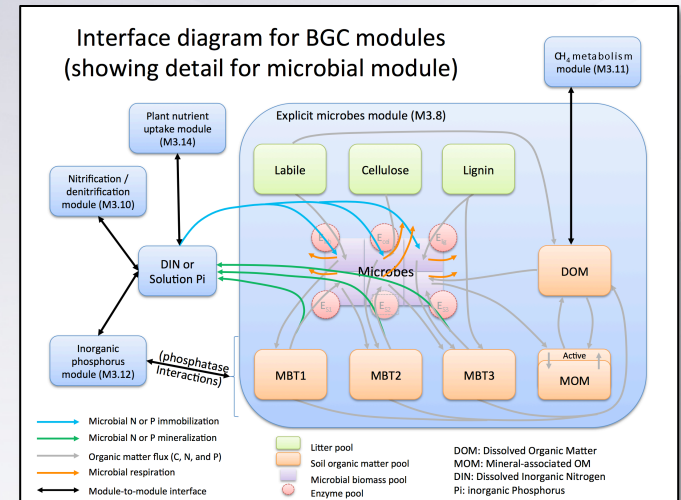 Interface diagram for BGC modules
(showing detail for microbial module)
CH4 metabolism
module (M3.11)
Plant nutrient
uptake module
(M3.14)
Explicit microbes module (M3.8)
Labile
Cellulose
Lignin
Nitrification /
denitrification
module (M3.10)
DIN or
Solution Pi
Microbes
DOM
Inorganic
phosphorus
module (M3.12)
(phosphatase
Interactions)
MBT1
MBT2
MBT3
Active
MOM
Microbial N or P immobilization
Microbial N or P mineralization
Organic matter flux (C, N, and P)
Microbial respiration
Module-to-module interface
Litter pool
Soil organic matter pool
Microbial biomass pool
Enzyme pool
DOM: Dissolved Organic Matter
MOM: Mineral-associated OM
DIN: Dissolved Inorganic Nitrogen
Pi: inorganic Phosphorus